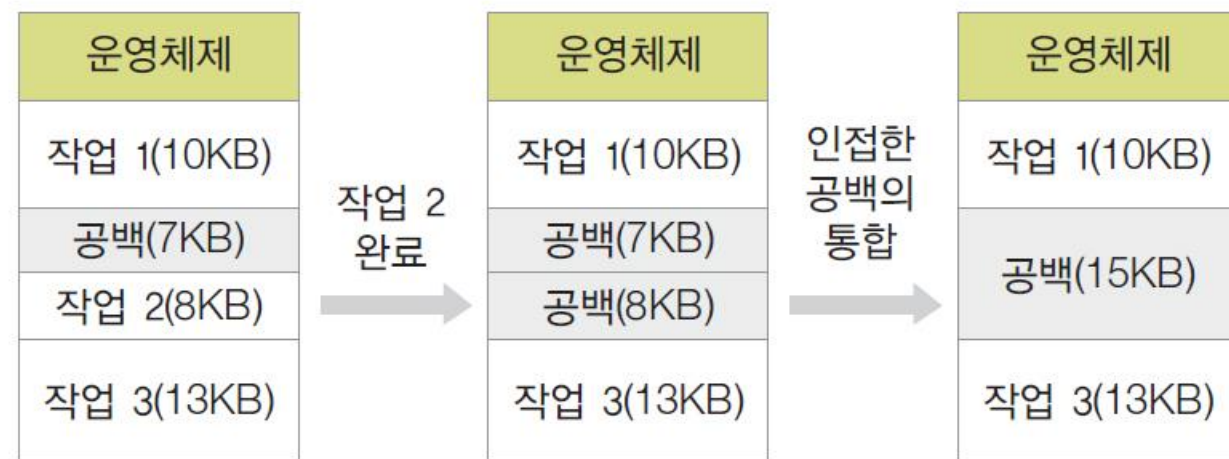 운영체제
작업 1(10KB)
공백(7KB)
작업 2(8KB)
작업 3(13KB)
작업 2
완료
운영체제
작업 1(10KB)
공백(7KB)
공백(8KB)
작업 3(13KB)
인접한
공백의
통합
운영체제
작업 1(10KB)
공백(15KB)
작업 3(13KB)